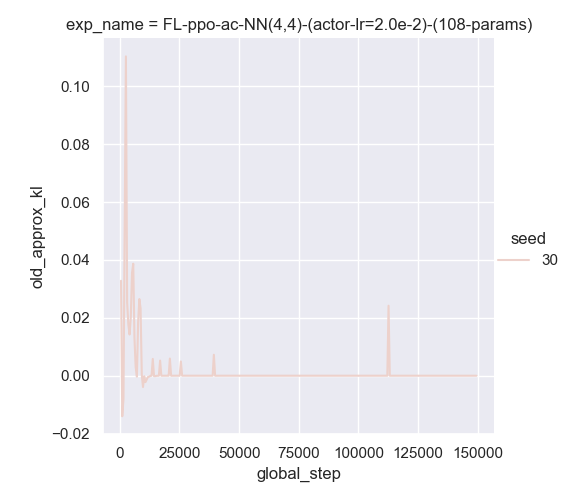 exp_name = FL-ppo-ac-NN(4,4)-(actor-lr=2.0e-2)-(108-params)
0.10
0.08
0.06
0.04
0.02
0.00
−0.02
old_approx_kl
0 25000 50000 75000 100000 125000 150000
global_step
seed
30